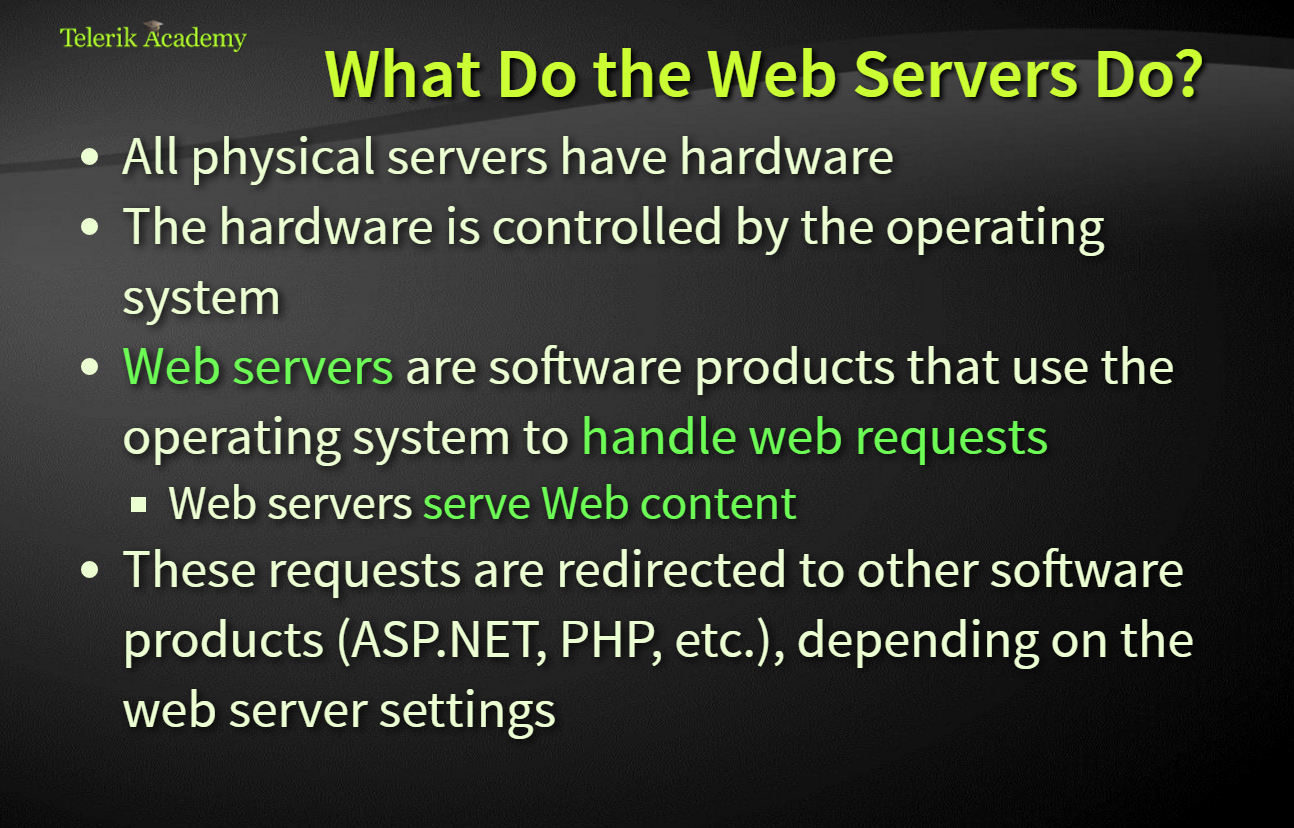 Telerik Academy
What Do the Web Servers Do?
All physical servers have hardware
The hardware is controlled by the operating
system
Web servers are software products that use the
operating system to handle web requests
Web servers serve Web content
These requests are redirected to other software
products (ASP.NET, PHP, etc.), depending on the
web server settings